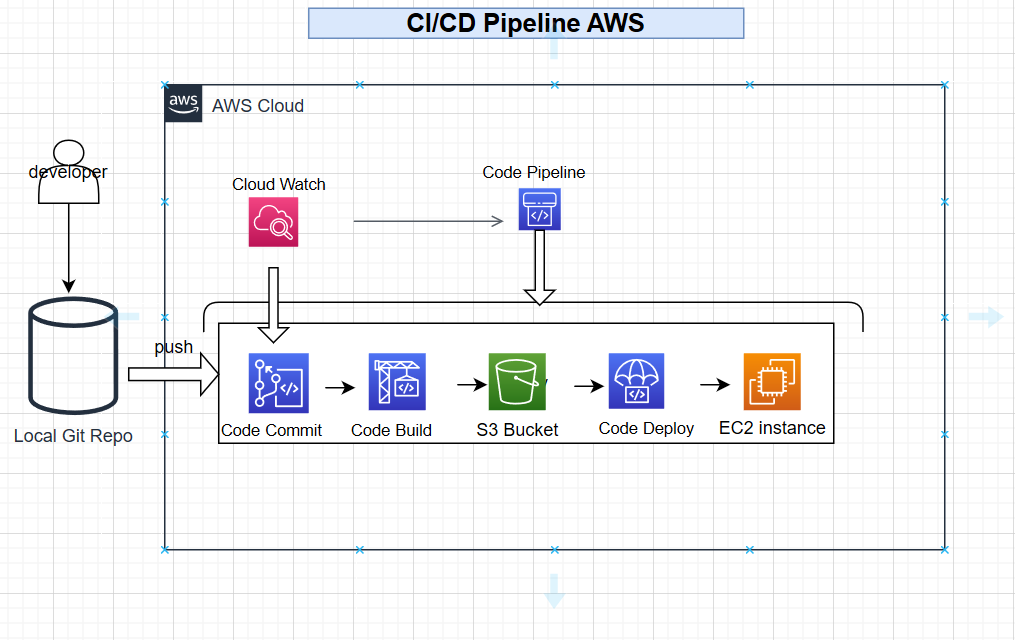 CI/CD Pipeline AWS
aws
AWS Cloud
developer
Cloud Watch
Code Pipeline
push
Local Git Repo
Code Commit
Code Build
S3 Bucket
Code Deploy
EC2 instance